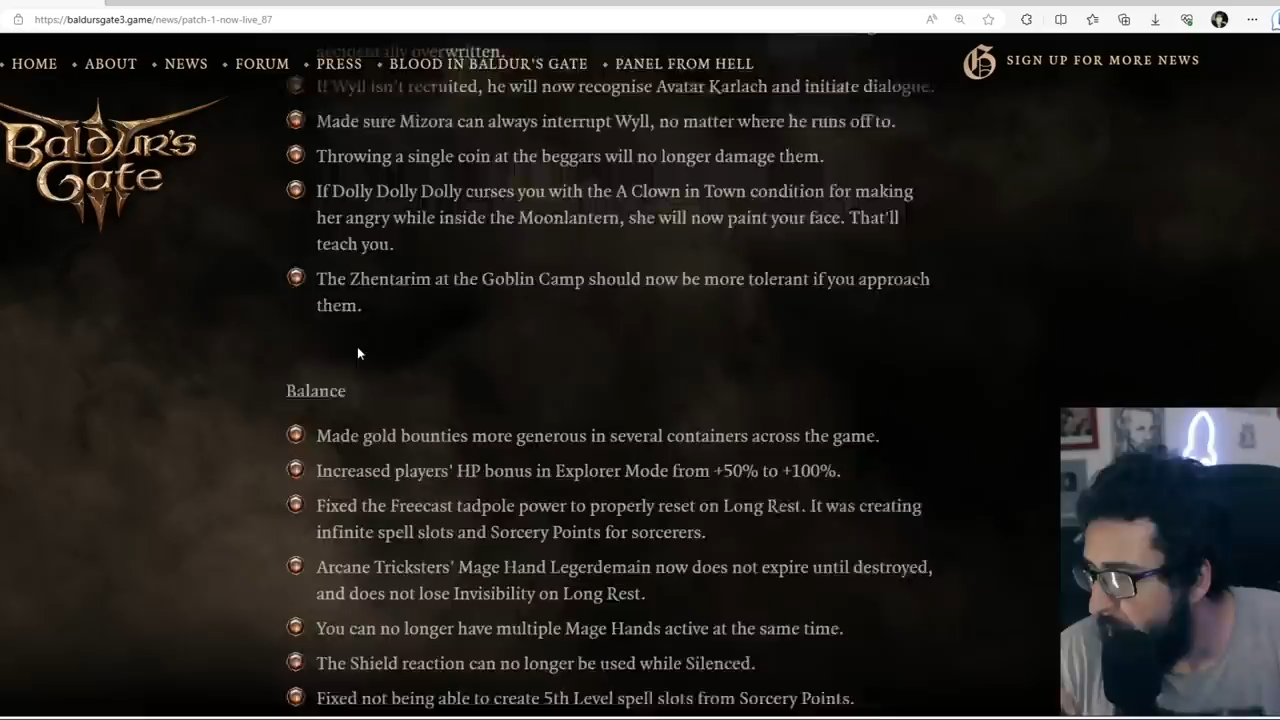 https://baldursgate3.game/news/patch-1-now-live_87
accidentally overwritten.
HOME
ABOUT
NEWS
FORUM
PRESS
BLOOD IN BALDUR'S GATE
PANEL FROM HELL
SIGN UP FOR MORE NEWS
If Wyll isn't recruited, he will now recognise Avatar Karlach and initiate dialogue.
Baldur's
Gate
Made sure Mizora can always interrupt Wyll, no matter where he runs off to.
Throwing a single coin at the beggars will no longer damage them.
If Dolly Dolly Dolly curses you with the A Clown in Town condition for making
her angry while inside the Moonlantern, she will now paint your face. That'll
teach you.
The Zhentarim at the Goblin Camp should now be more tolerant if you approach
them.
Balance
Made gold bounties more generous in several containers across the game.
Increased players' HP bonus in Explorer Mode from +50% to +100%.
Fixed the Freecast tadpole power to properly reset on Long Rest. It was creating
infinite spell slots and Sorcery Points for sorcerers.
Arcane Tricksters' Mage Hand Legerdemain now does not expire until destroyed,
and does not lose Invisibility on Long Rest.
You can no longer have multiple Mage Hands active at the same time.
The Shield reaction can no longer be used while Silenced.
Fixed not being able to create 5th Level spell slots from Sorcery Points.